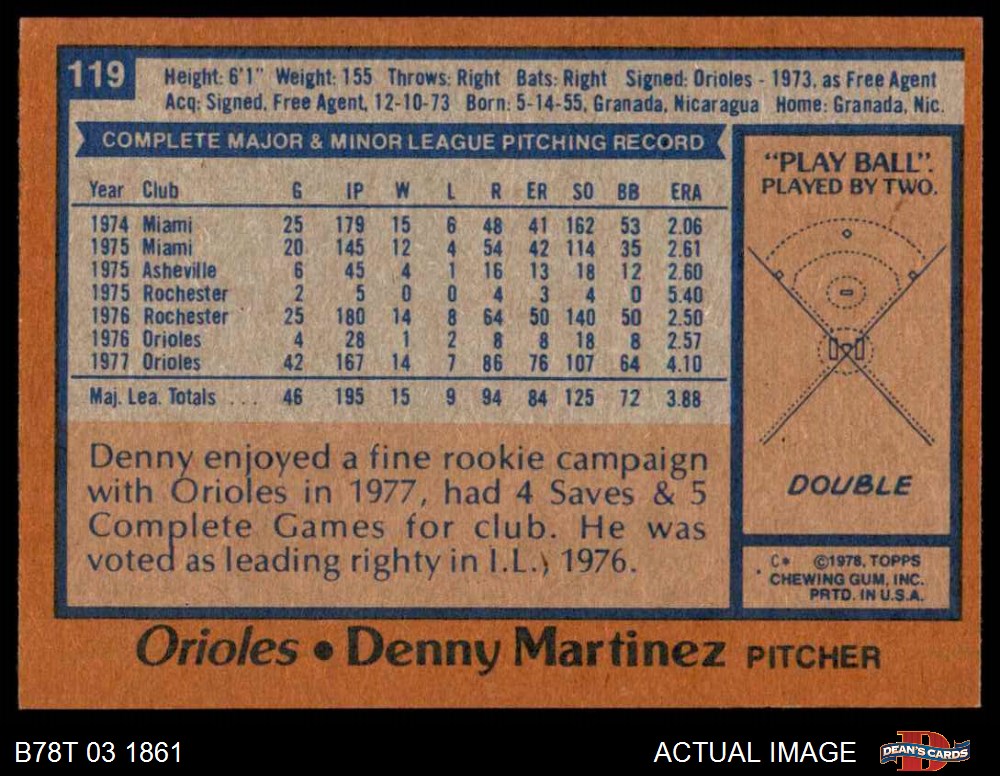 119
Height: 6'1" Weight: 155 Throws: Right Bats: Right Signed: Orioles - 1973, as Free Agent
Acq: Signed, Free Agent, 12-10-73 Born: 5-14-55, Granada, Nicaragua Home: Granada, Nic.
COMPLETE MAJOR & MINOR LEAGUE PITCHING RECORD
Year Club G IP W L R ER SO BB ERA
1974 Miami 25 179 15 6 48 41 162 53 2.06
1975 Miami 20 145 12 4 54 42 114 35 2.61
1975 Asheville 6 45 4 1 16 13 18 12 2.60
1975 Rochester 2 5 0 0 4 3 4 0 5.40
1976 Rochester 25 180 14 8 64 50 140 50 2.50
1976 Orioles 4 28 1 2 8 8 18 8 2.57
1977 Orioles 42 167 14 7 86 76 107 64 4.10
Maj. Lea. Totals ... 46 195 15 9 94 84 125 72 3.88
Denny enjoyed a fine rookie campaign
with Orioles in 1977, had 4 Saves & 5
Complete Games for club. He was
voted as leading righty in I.L., 1976.
"PLAY BALL".
PLAYED BY TWO.
DOUBLE
C* ©1978, TOPPS
CHEWING GUM, INC.
PRTD. IN U.S.A.
Orioles • Denny Martinez PITCHER
B78T 03 1861
ACTUAL IMAGE
DEAN'S CARDS